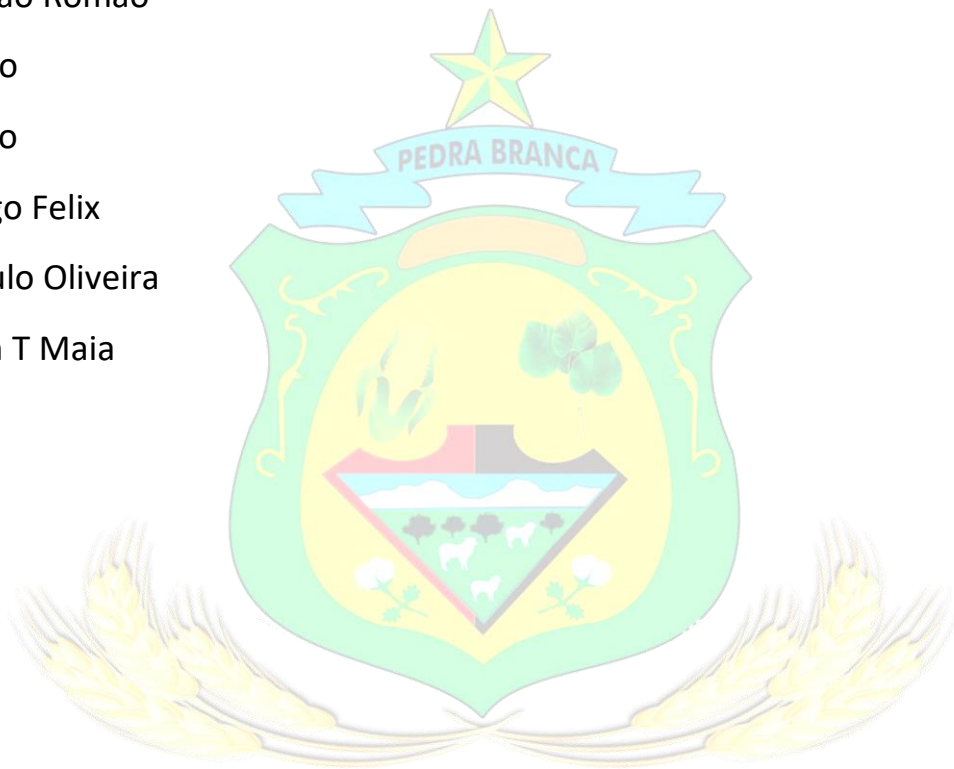 ão Romão
o
PEDRA BRANCA
o
go Felix
ulo Oliveira
T Maia